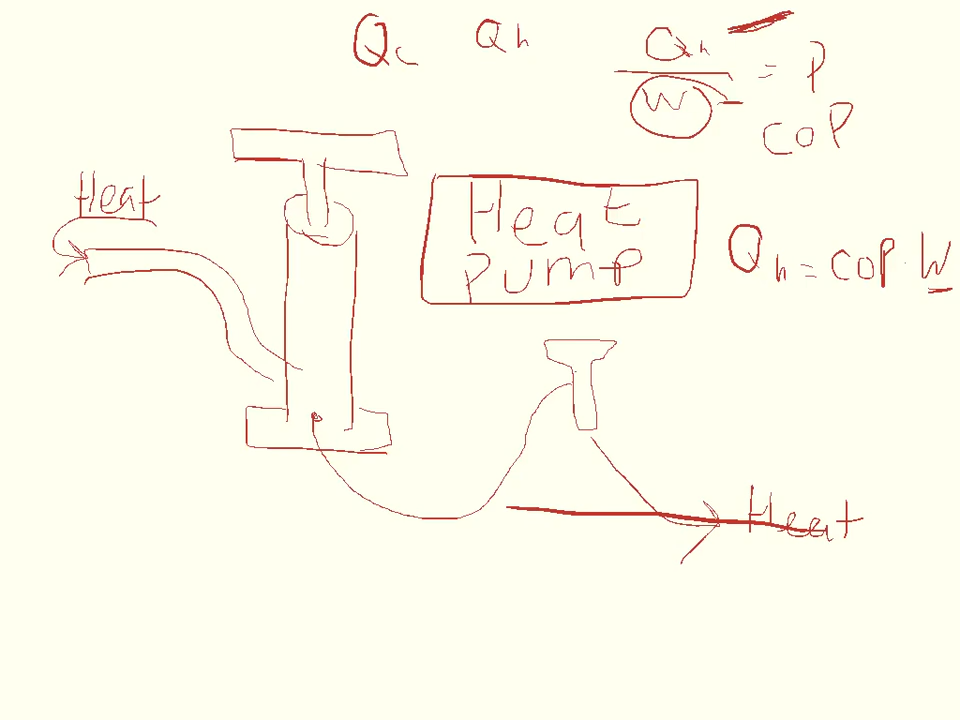 Qc Qh
Qh / W = P
COP
Heat
Heat
PUMP
Qh = COP · W
Heat